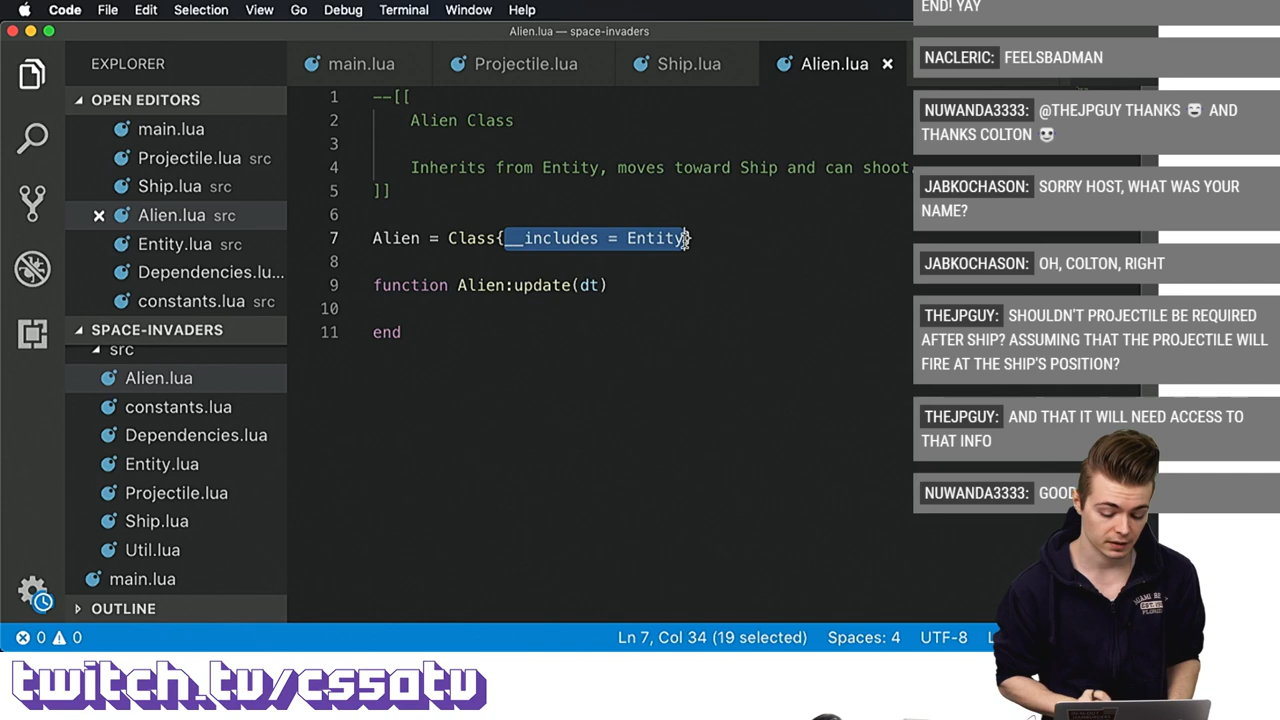 Code File Edit Selection View Go Debug Terminal Window Help
Alien.lua — space-invaders
EXPLORER
OPEN EDITORS
main.lua
Projectile.lua src
Ship.lua src
Alien.lua src
Entity.lua src
Dependencies.lu...
constants.lua src
SPACE-INVADERS
src
Alien.lua
constants.lua
Dependencies.lua
Entity.lua
Projectile.lua
Ship.lua
Util.lua
main.lua
OUTLINE
main.lua Projectile.lua Ship.lua Alien.lua
1 --[[
2 Alien Class
3
4 Inherits from Entity, moves toward Ship and can shoot.
5 ]]
6
7 Alien = Class{__includes = Entity}
8
9 function Alien:update(dt)
10
11 end
0 0
Ln 7, Col 34 (19 selected) Spaces: 4 UTF-8
END! YAY
NACLERIC: FEELSBADMAN
NUWANDA3333: @THEJPGUY THANKS AND
THANKS COLTON
JABKOCHASON: SORRY HOST, WHAT WAS YOUR
NAME?
JABKOCHASON: OH, COLTON, RIGHT
THEJPGUY: SHOULDN'T PROJECTILE BE REQUIRED
AFTER SHIP? ASSUMING THAT THE PROJECTILE WILL
FIRE AT THE SHIP'S POSITION?
THEJPGUY: AND THAT IT WILL NEED ACCESS TO
THAT INFO
NUWANDA3333: GOOD
twitch.tv/cs50tv